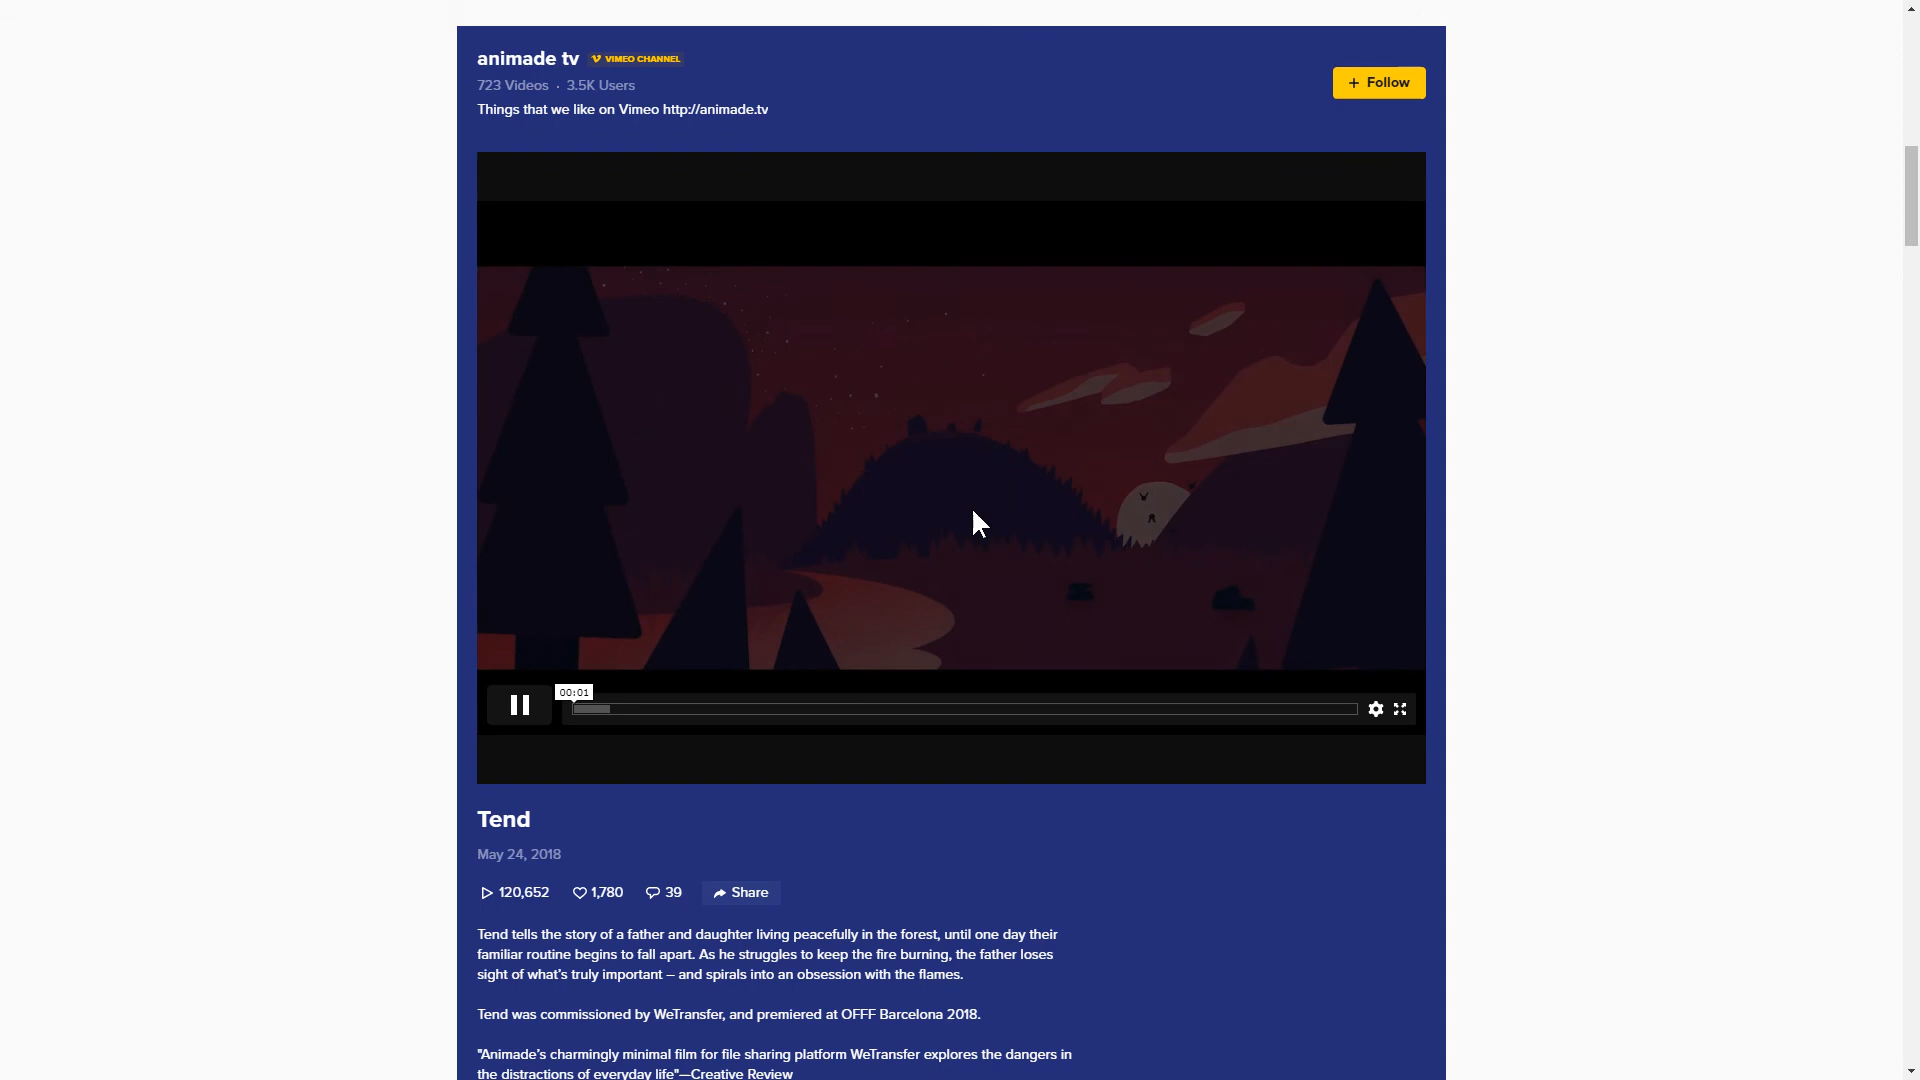 animade tv VIMEO CHANNEL
723 Videos · 3.5K Users
Things that we like on Vimeo http://animade.tv
+ Follow
00:01
Tend
May 24, 2018
120,652 1,780 39 Share
Tend tells the story of a father and daughter living peacefully in the forest, until one day their
familiar routine begins to fall apart. As he struggles to keep the fire burning, the father loses
sight of what’s truly important – and spirals into an obsession with the flames.
Tend was commissioned by WeTransfer, and premiered at OFFF Barcelona 2018.
"Animade’s charmingly minimal film for file sharing platform WeTransfer explores the dangers in
the distractions of everyday life"—Creative Review